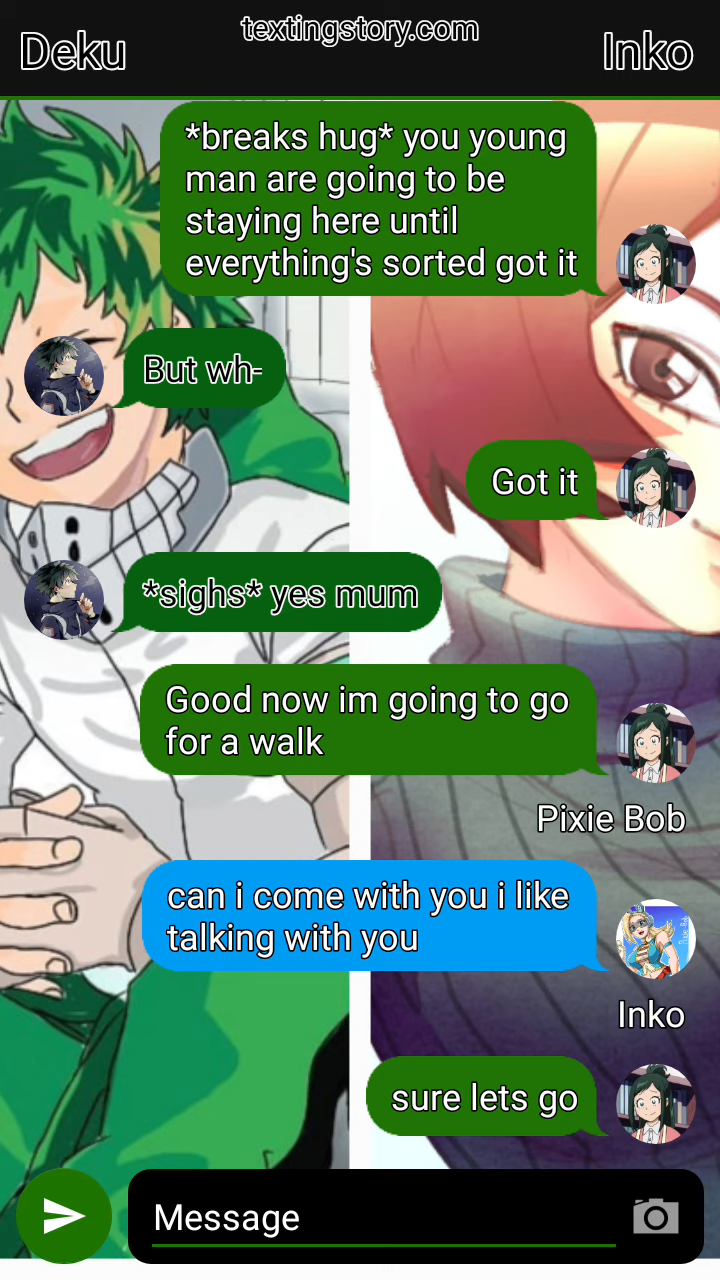 textingstory.com
Deku
Inko
*breaks hug* you young
man are going to be
staying here until
everything's sorted got it
But wh-
Got it
*sighs* yes mum
Good now im going to go
for a walk
Pixie Bob
can i come with you i like
talking with you
Inko
sure lets go
Message